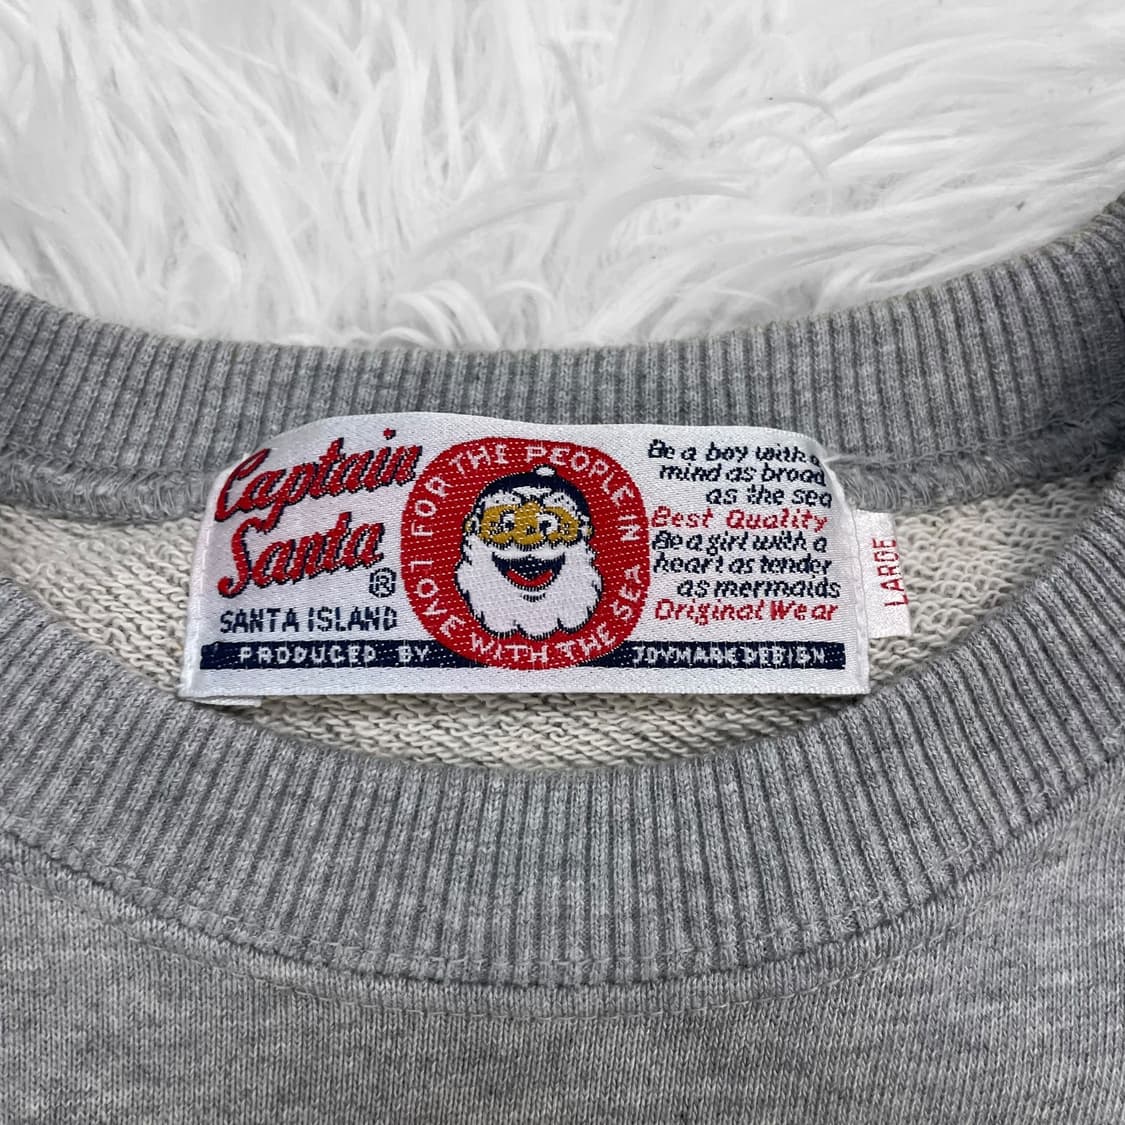 Captain
Santa
®
SANTA ISLAND
PRODUCED BY
FOR THE PEOPLE IN LOVE WITH THE SEA
Be a boy with a
mind as broad
as the sea
Best Quality
Be a girl with a
heart as tender
as mermaids
Original Wear
JOYMARK DESIGN
LARGE